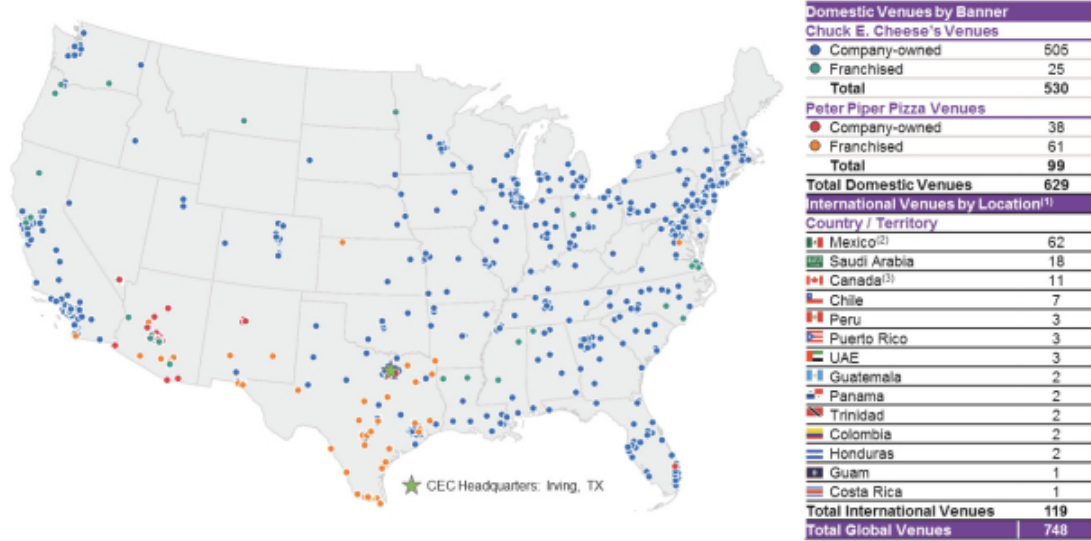 Domestic Venues by Banner
Chuck E. Cheese's Venues
Company-owned 505
Franchised 25
Total 530
Peter Piper Pizza Venues
Company-owned 38
Franchised 61
Total 99
Total Domestic Venues 629
International Venues by Location(1)
Country / Territory
Mexico(2) 62
Saudi Arabia 18
Canada(3) 11
Chile 7
Peru 3
Puerto Rico 3
UAE 3
Guatemala 2
Panama 2
Trinidad 2
Colombia 2
Honduras 2
Guam 1
Costa Rica 1
Total International Venues 119
Total Global Venues 748
CEC Headquarters: Irving, TX